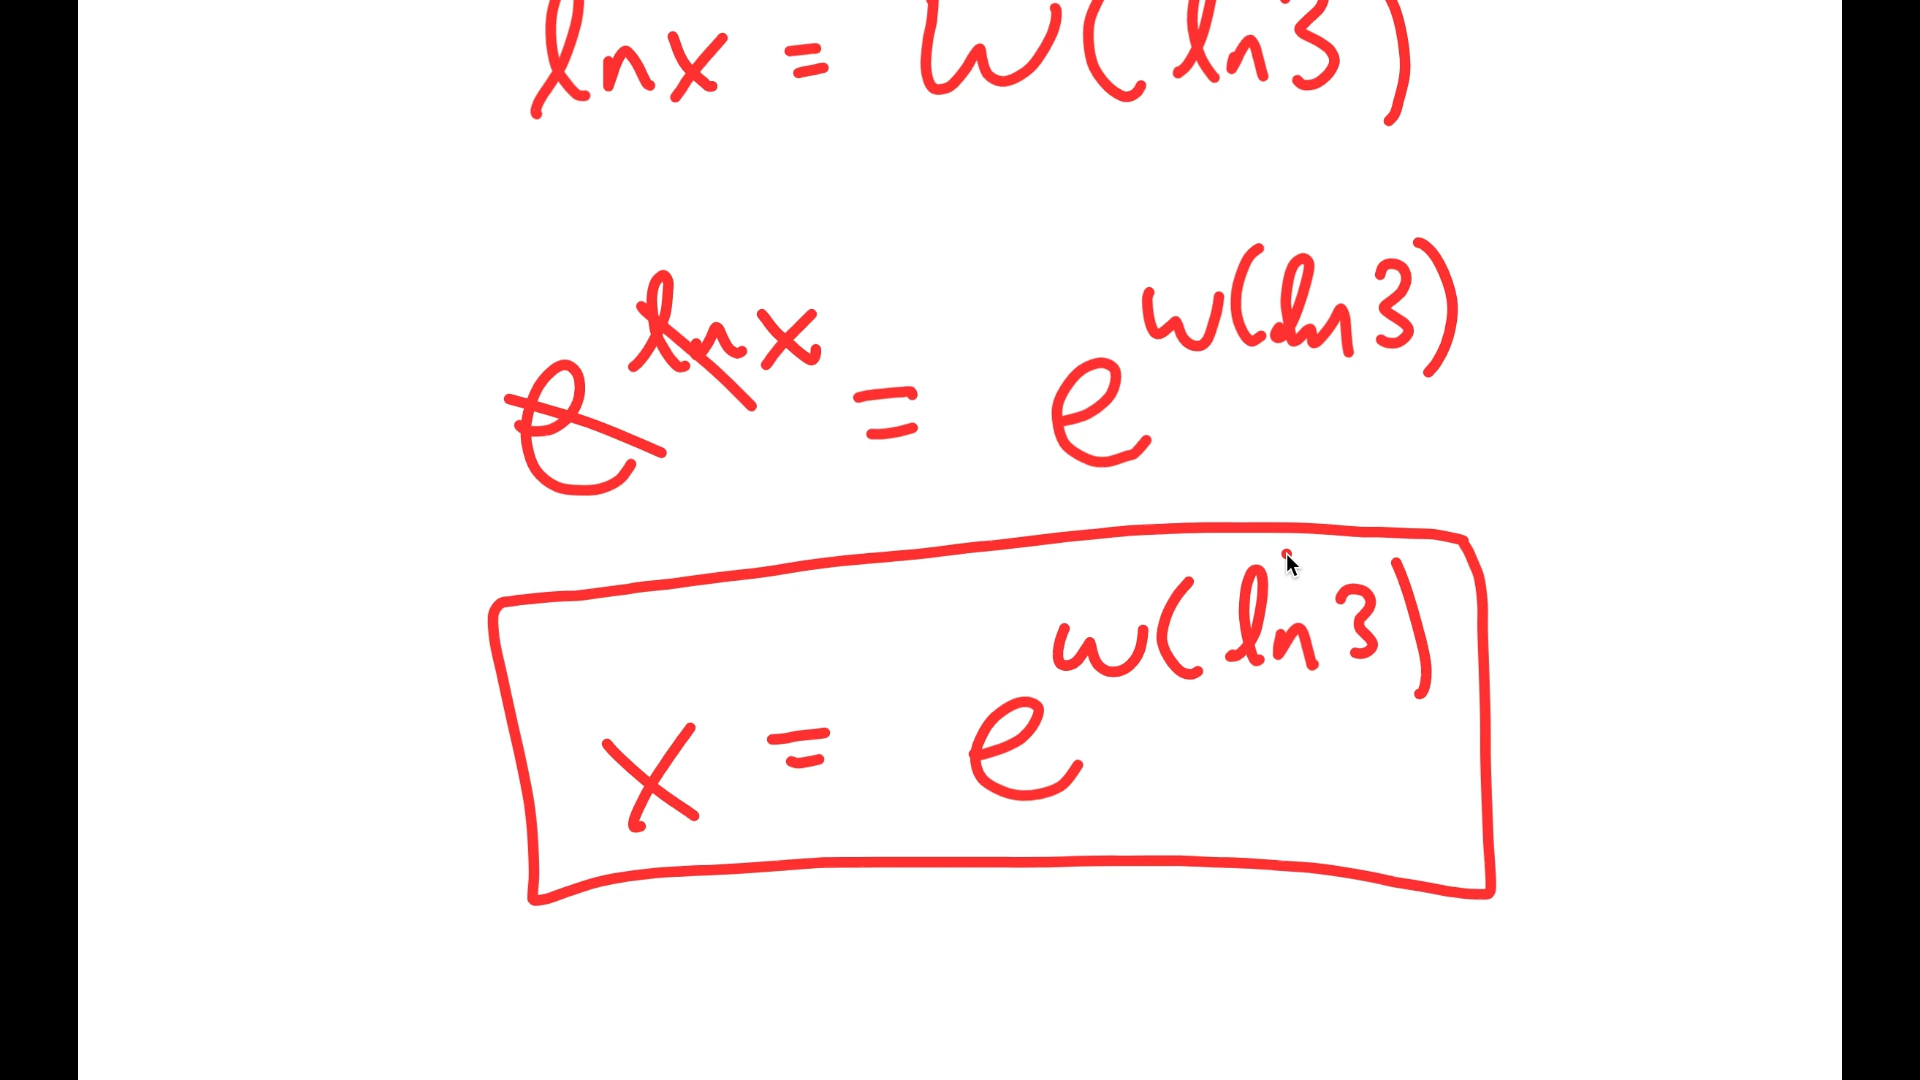 ln x = W(ln 3)
e^{ln x} = e^{W(ln 3)}
x = e^{W(ln 3)}